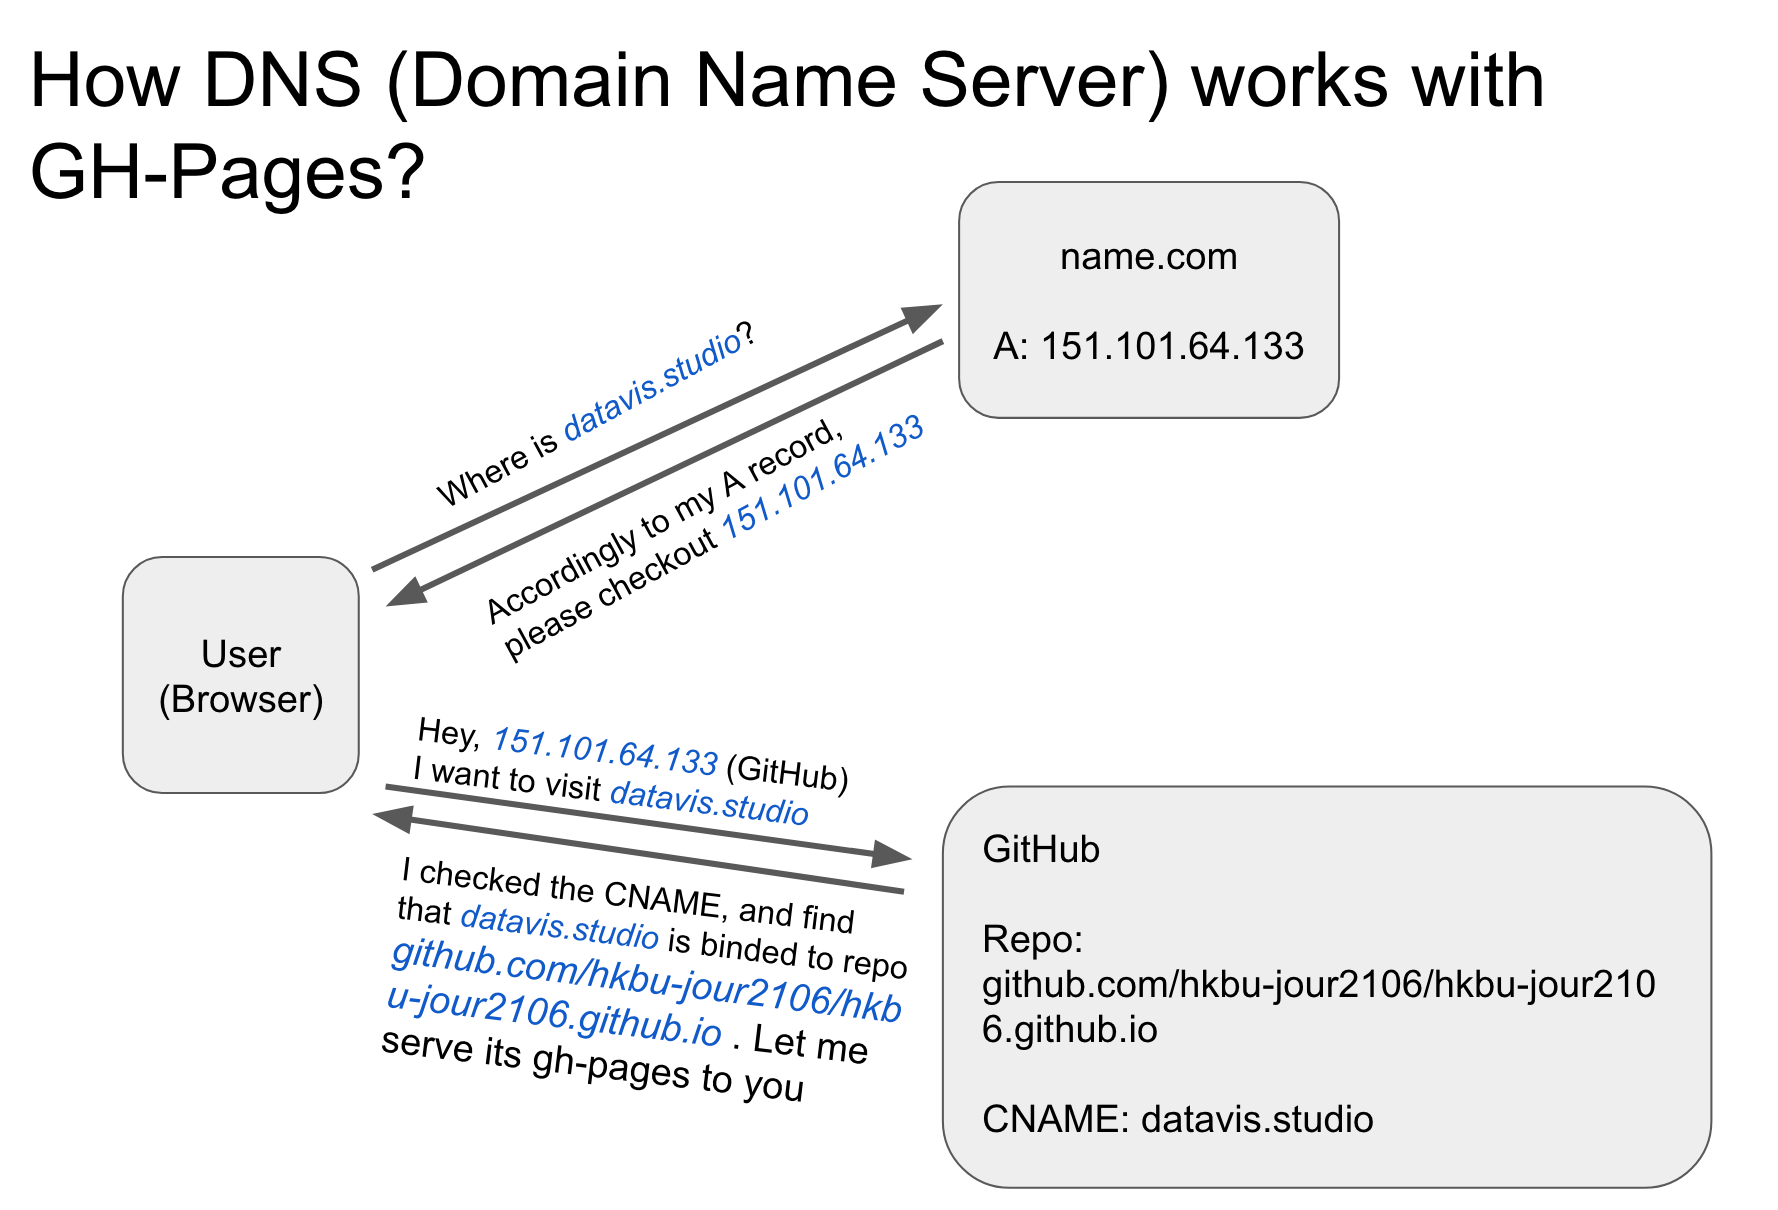 How DNS (Domain Name Server) works with
GH-Pages?
name.com
A: 151.101.64.133
Where is datavis.studio?
Accordingly to my A record,
please checkout 151.101.64.133
User
(Browser)
Hey, 151.101.64.133 (GitHub)
I want to visit datavis.studio
I checked the CNAME, and find
that datavis.studio is binded to repo
github.com/hkbu-jour2106/hkb
u-jour2106.github.io . Let me
serve its gh-pages to you
GitHub
Repo:
github.com/hkbu-jour2106/hkbu-jour210
6.github.io
CNAME: datavis.studio